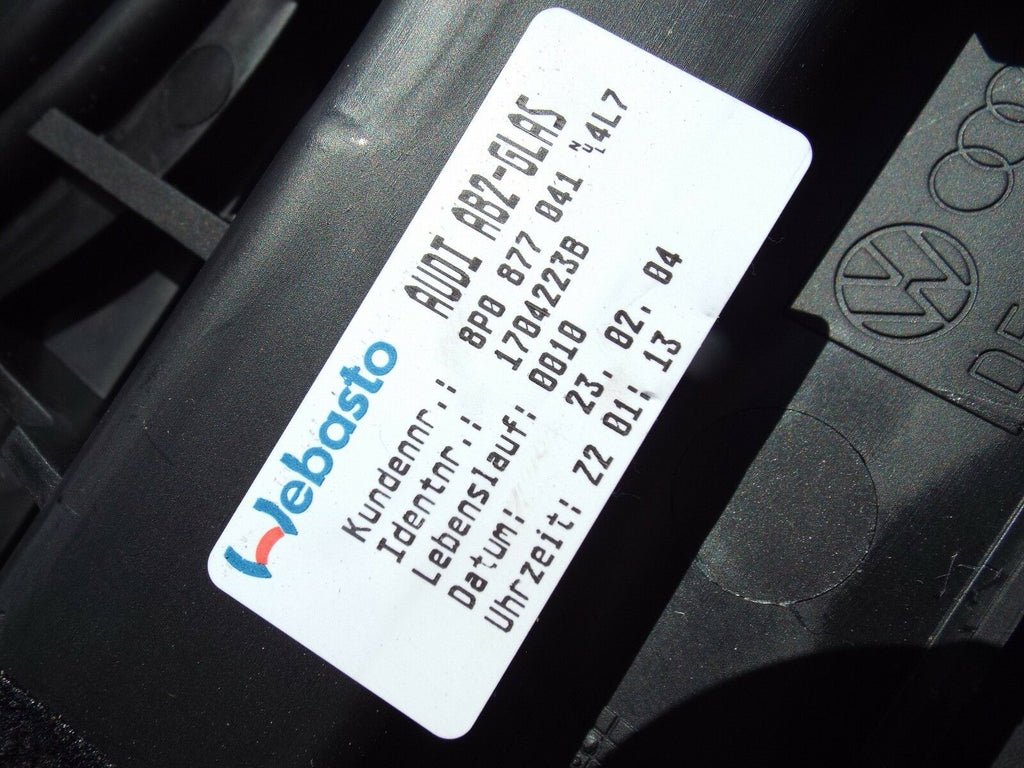 Webasto
AUDI AB2-GLAS
Kundennr.: 8P0 877 041 4L7
Identnr.: 1704223B
Lebenslauf: 0010
Datum: 23. 02. 04
Uhrzeit: 22 01: 13